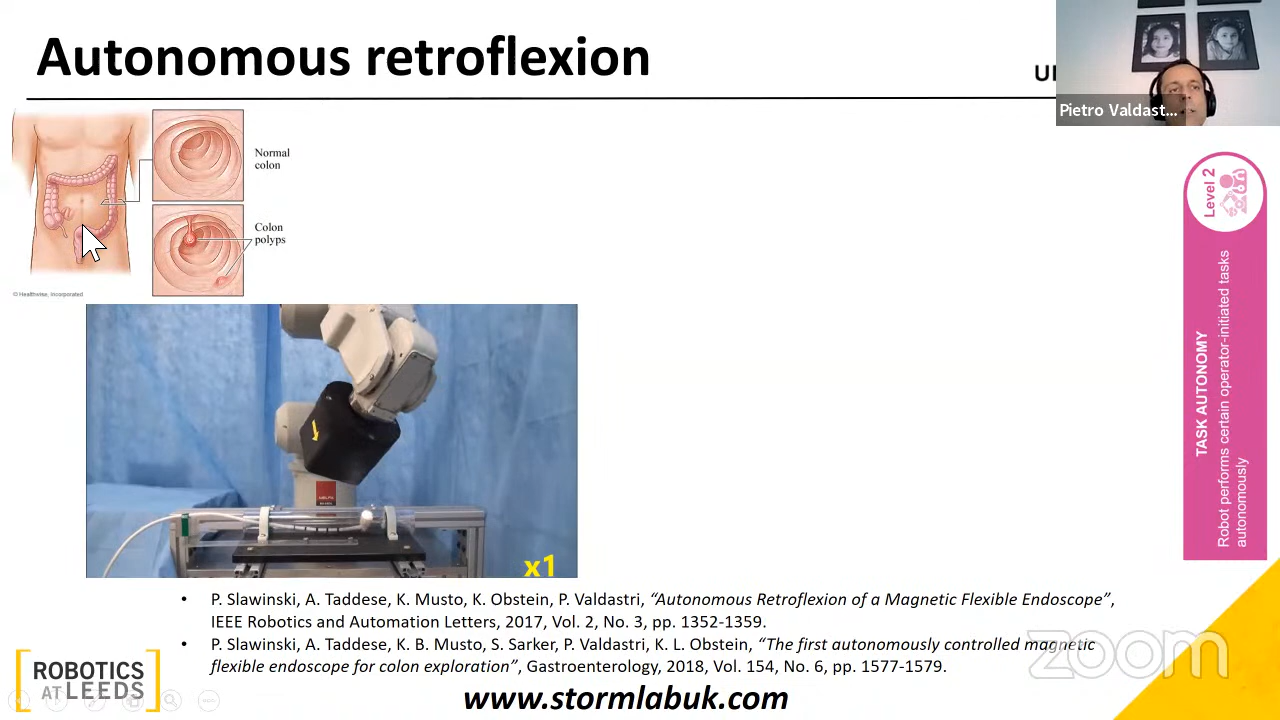 Autonomous retroflexion
Pietro Valdast...
Normal
colon
Colon
polyps
© Healthwise, Incorporated
Level 2
TASK AUTONOMY
Robot performs certain operator-initiated tasks
autonomously
x1
• P. Slawinski, A. Taddese, K. Musto, K. Obstein, P. Valdastri, “Autonomous Retroflexion of a Magnetic Flexible Endoscope”,
IEEE Robotics and Automation Letters, 2017, Vol. 2, No. 3, pp. 1352-1359.
• P. Slawinski, A. Taddese, K. B. Musto, S. Sarker, P. Valdastri, K. L. Obstein, “The first autonomously controlled magnetic
flexible endoscope for colon exploration”, Gastroenterology, 2018, Vol. 154, No. 6, pp. 1577-1579.
zoom
ROBOTICS
AT LEEDS
www.stormlabuk.com